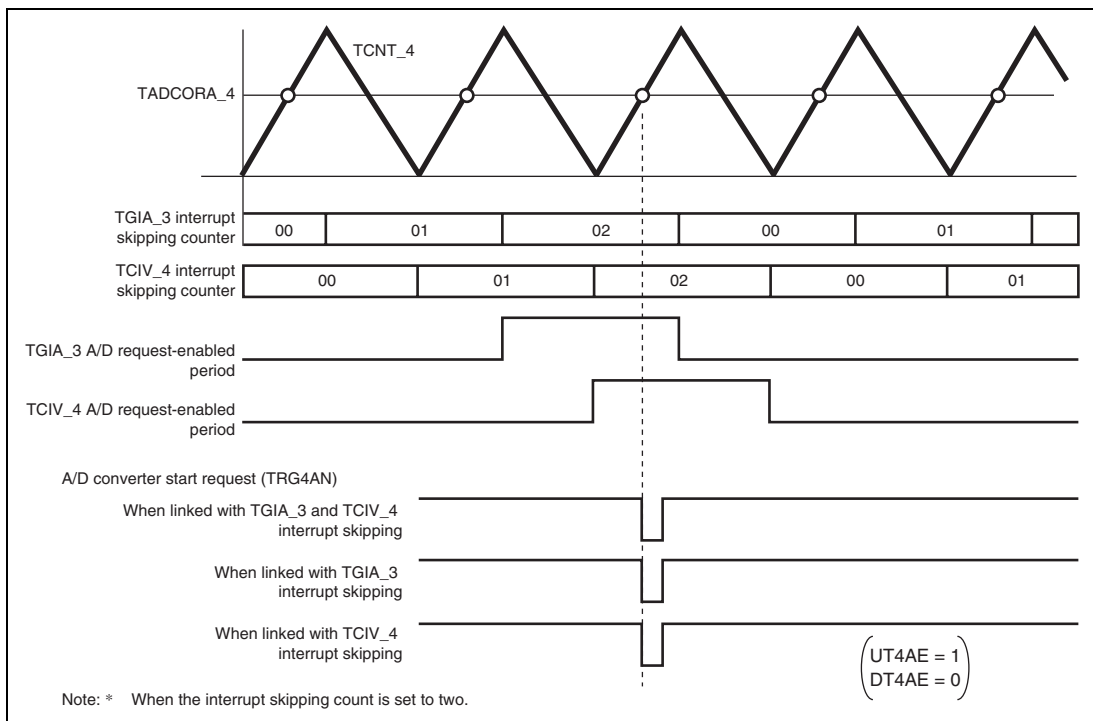 TCNT_4
TADCORA_4
TGIA_3 interrupt
skipping counter
00 01 02 00 01
TCIV_4 interrupt
skipping counter
00 01 02 00 01
TGIA_3 A/D request-enabled
period
TCIV_4 A/D request-enabled
period
A/D converter start request (TRG4AN)
When linked with TGIA_3 and TCIV_4
interrupt skipping
When linked with TGIA_3
interrupt skipping
When linked with TCIV_4
interrupt skipping
UT4AE = 1
DT4AE = 0
Note: * When the interrupt skipping count is set to two.